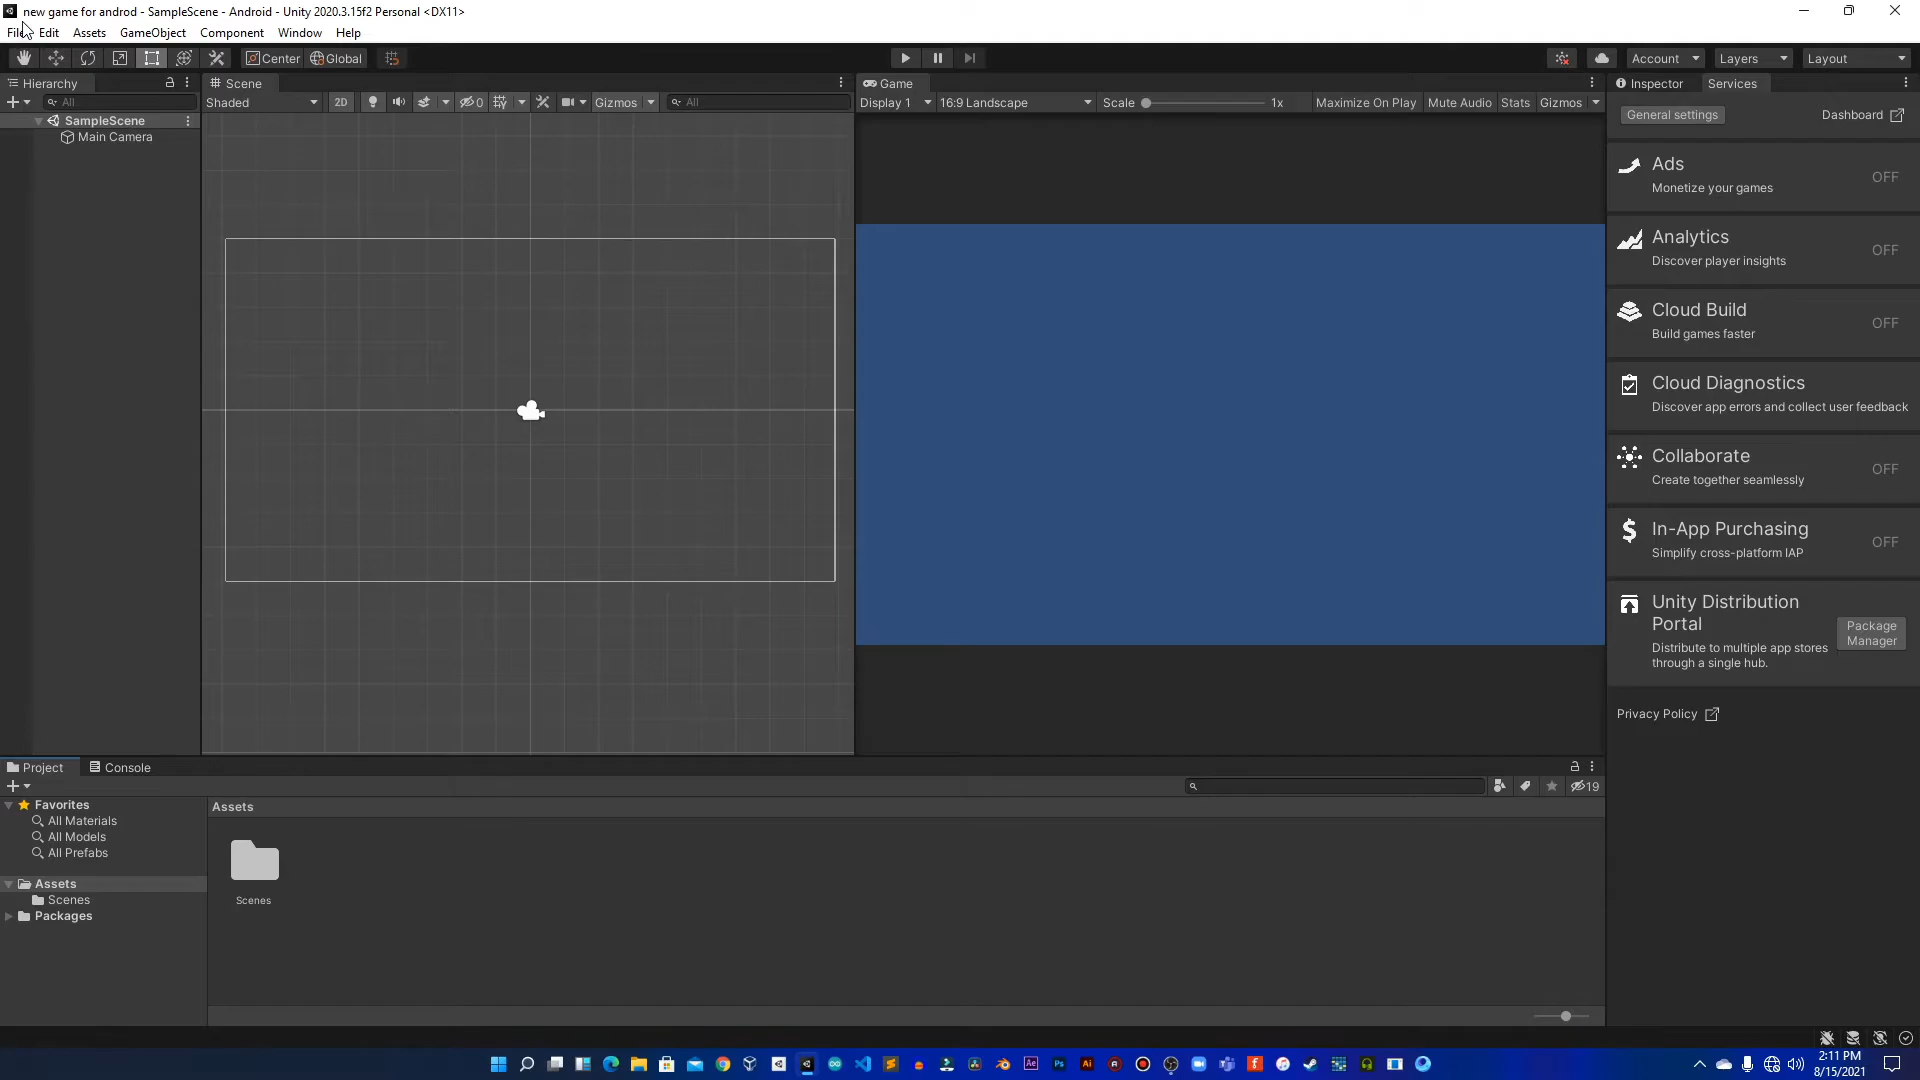 new game for androd - SampleScene - Android - Unity 2020.3.15f2 Personal <DX11>
File Edit Assets GameObject Component Window Help
Center Global
Account Layers Layout
Hierarchy
All
SampleScene
Main Camera
Scene
Shaded 2D 0 Gizmos All
Game
Display 1 16:9 Landscape Scale 1x Maximize On Play Mute Audio Stats Gizmos
Inspector Services
General settings Dashboard
Ads
Monetize your games
OFF
Analytics
Discover player insights
OFF
Cloud Build
Build games faster
OFF
Cloud Diagnostics
Discover app errors and collect user feedback
Collaborate
Create together seamlessly
OFF
In-App Purchasing
Simplify cross-platform IAP
OFF
Unity Distribution
Portal
Distribute to multiple app stores
through a single hub.
Package
Manager
Privacy Policy
Project Console
19
Favorites
All Materials
All Models
All Prefabs
Assets
Scenes
Packages
Assets
Scenes
Ae Ps Ai
2:11 PM
8/15/2021